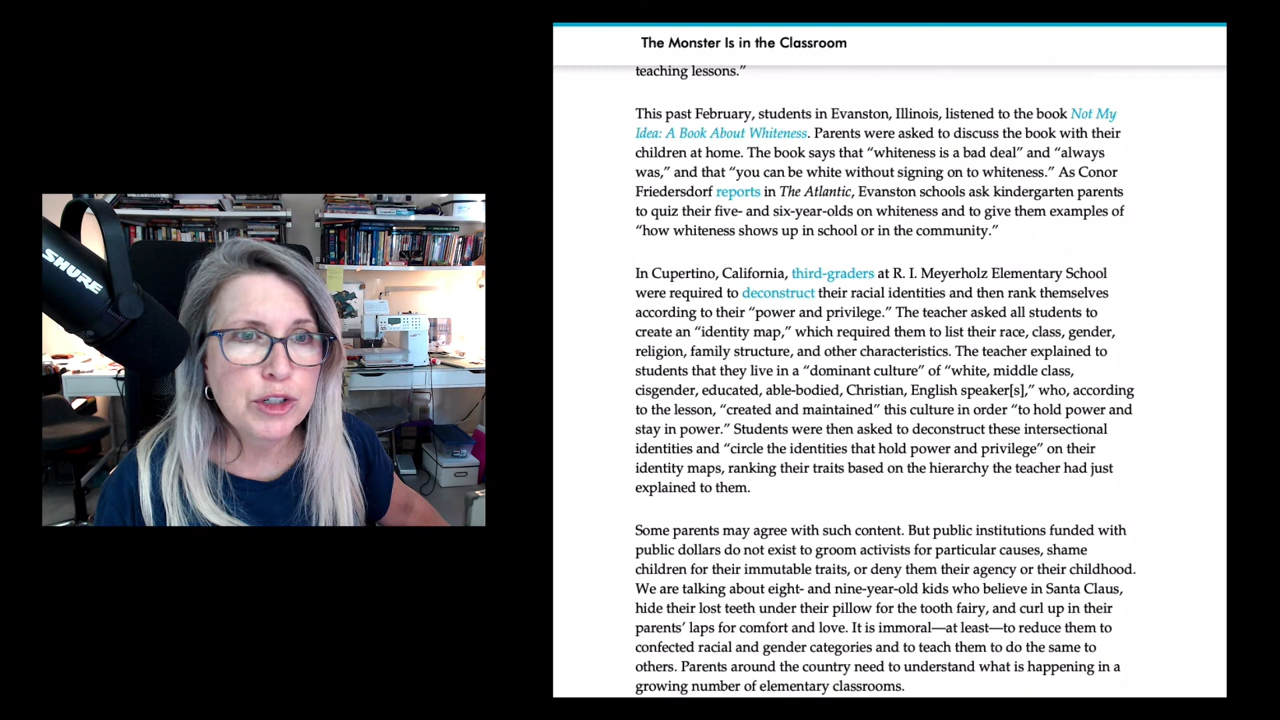 SHURE
The Monster Is in the Classroom
teaching lessons.”
This past February, students in Evanston, Illinois, listened to the book Not My
Idea: A Book About Whiteness. Parents were asked to discuss the book with their
children at home. The book says that “whiteness is a bad deal” and “always
was,” and that “you can be white without signing on to whiteness.” As Conor
Friedersdorf reports in The Atlantic, Evanston schools ask kindergarten parents
to quiz their five- and six-year-olds on whiteness and to give them examples of
“how whiteness shows up in school or in the community.”
In Cupertino, California, third-graders at R. I. Meyerholz Elementary School
were required to deconstruct their racial identities and then rank themselves
according to their “power and privilege.” The teacher asked all students to
create an “identity map,” which required them to list their race, class, gender,
religion, family structure, and other characteristics. The teacher explained to
students that they live in a “dominant culture” of “white, middle class,
cisgender, educated, able-bodied, Christian, English speaker[s],” who, according
to the lesson, “created and maintained” this culture in order “to hold power and
stay in power.” Students were then asked to deconstruct these intersectional
identities and “circle the identities that hold power and privilege” on their
identity maps, ranking their traits based on the hierarchy the teacher had just
explained to them.
Some parents may agree with such content. But public institutions funded with
public dollars do not exist to groom activists for particular causes, shame
children for their immutable traits, or deny them their agency or their childhood.
We are talking about eight- and nine-year-old kids who believe in Santa Claus,
hide their lost teeth under their pillow for the tooth fairy, and curl up in their
parents’ laps for comfort and love. It is immoral—at least—to reduce them to
confected racial and gender categories and to teach them to do the same to
others. Parents around the country need to understand what is happening in a
growing number of elementary classrooms.